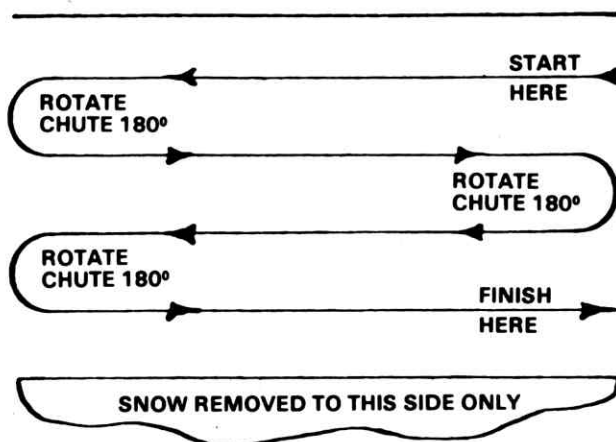 START
HERE
ROTATE
CHUTE 180º
ROTATE
CHUTE 180º
ROTATE
CHUTE 180º
FINISH
HERE
SNOW REMOVED TO THIS SIDE ONLY